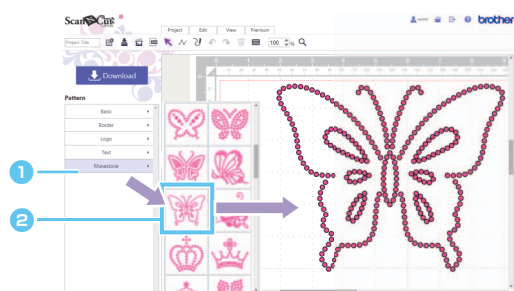 ScanNCut
Project Edit View Premium
brother
Project Title
100 %
Download
Pattern
Basic
Border
Logo
Text
Rhinestone
1
2